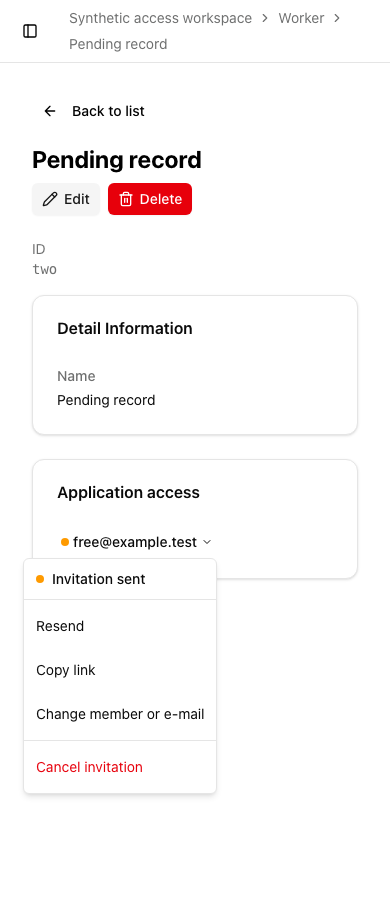 Synthetic access workspace > Worker >
Pending record
Back to list
Pending record
Edit Delete
ID
two
Detail Information
Name
Pending record
Application access
free@example.test
Invitation sent
Resend
Copy link
Change member or e-mail
Cancel invitation